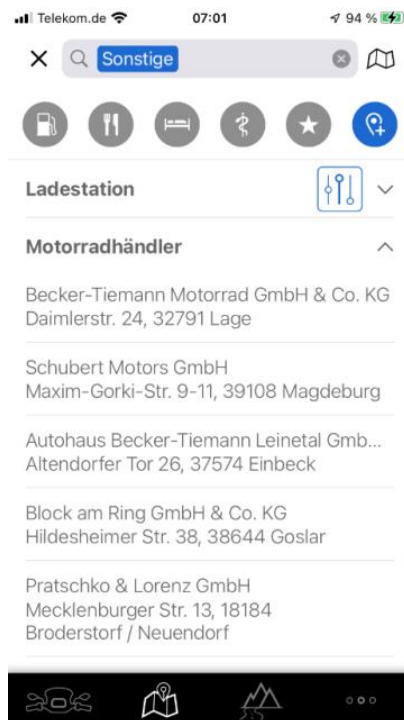 Telekom.de 07:01 94 %
Sonstige
Ladestation
Motorradhändler
Becker-Tiemann Motorrad GmbH & Co. KG
Daimlerstr. 24, 32791 Lage
Schubert Motors GmbH
Maxim-Gorki-Str. 9-11, 39108 Magdeburg
Autohaus Becker-Tiemann Leinetal Gmb...
Altendorfer Tor 26, 37574 Einbeck
Block am Ring GmbH & Co. KG
Hildesheimer Str. 38, 38644 Goslar
Pratschko & Lorenz GmbH
Mecklenburger Str. 13, 18184
Broderstorf / Neuendorf